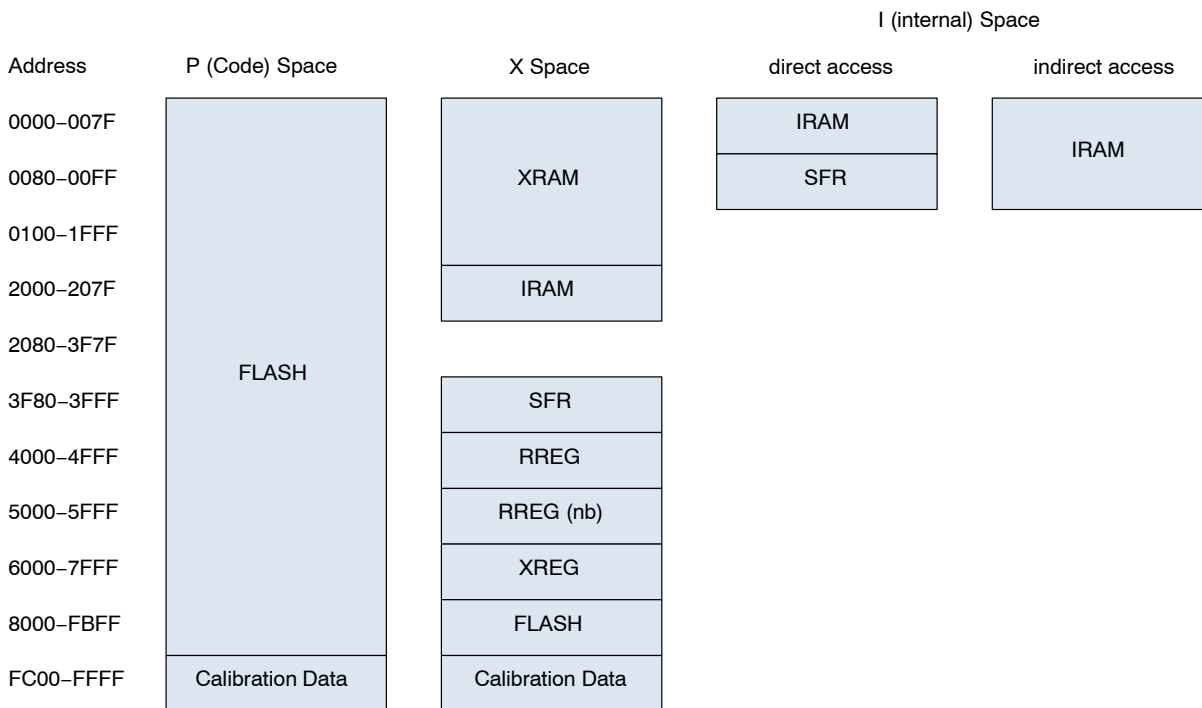 I (internal) Space
Address P (Code) Space X Space direct access indirect access
0000−007F IRAM
IRAM
0080−00FF XRAM SFR
0100−1FFF
2000−207F IRAM
2080−3F7F
FLASH
3F80−3FFF SFR
4000−4FFF RREG
5000−5FFF RREG (nb)
6000−7FFF XREG
8000−FBFF FLASH
FC00−FFFF Calibration Data Calibration Data